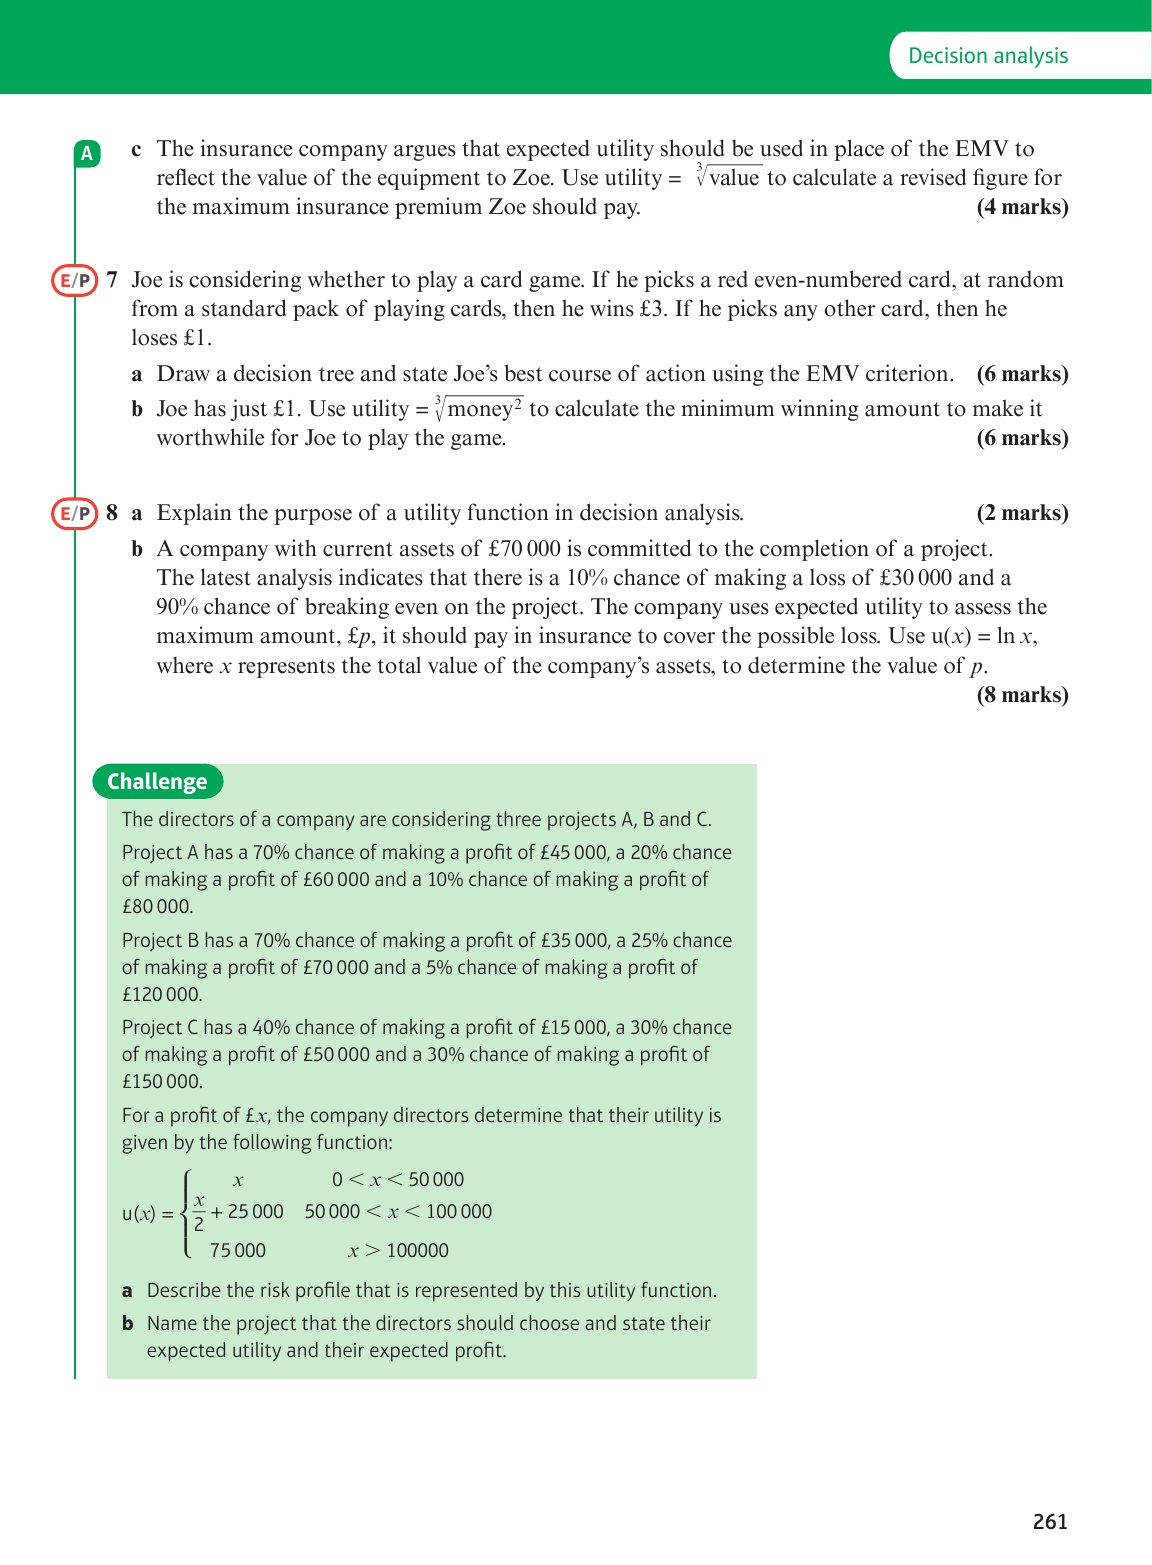 Decision analysis
A
c The insurance company argues that expected utility should be used in place of the EMV to
reflect the value of the equipment to Zoe. Use utility = ∛value to calculate a revised figure for
the maximum insurance premium Zoe should pay. (4 marks)
E/P 7 Joe is considering whether to play a card game. If he picks a red even-numbered card, at random
from a standard pack of playing cards, then he wins £3. If he picks any other card, then he
loses £1.
a Draw a decision tree and state Joe's best course of action using the EMV criterion. (6 marks)
b Joe has just £1. Use utility = ∛money² to calculate the minimum winning amount to make it
worthwhile for Joe to play the game. (6 marks)
E/P 8 a Explain the purpose of a utility function in decision analysis. (2 marks)
b A company with current assets of £70 000 is committed to the completion of a project.
The latest analysis indicates that there is a 10% chance of making a loss of £30 000 and a
90% chance of breaking even on the project. The company uses expected utility to assess the
maximum amount, £p, it should pay in insurance to cover the possible loss. Use u(x) = ln x,
where x represents the total value of the company's assets, to determine the value of p.
(8 marks)
Challenge
The directors of a company are considering three projects A, B and C.
Project A has a 70% chance of making a profit of £45 000, a 20% chance
of making a profit of £60 000 and a 10% chance of making a profit of
£80 000.
Project B has a 70% chance of making a profit of £35 000, a 25% chance
of making a profit of £70 000 and a 5% chance of making a profit of
£120 000.
Project C has a 40% chance of making a profit of £15 000, a 30% chance
of making a profit of £50 000 and a 30% chance of making a profit of
£150 000.
For a profit of £x, the company directors determine that their utility is
given by the following function:
x 0 < x < 50 000
u(x) = { x/2 + 25 000 50 000 < x < 100 000
75 000 x > 100000
a Describe the risk profile that is represented by this utility function.
b Name the project that the directors should choose and state their
expected utility and their expected profit.
261